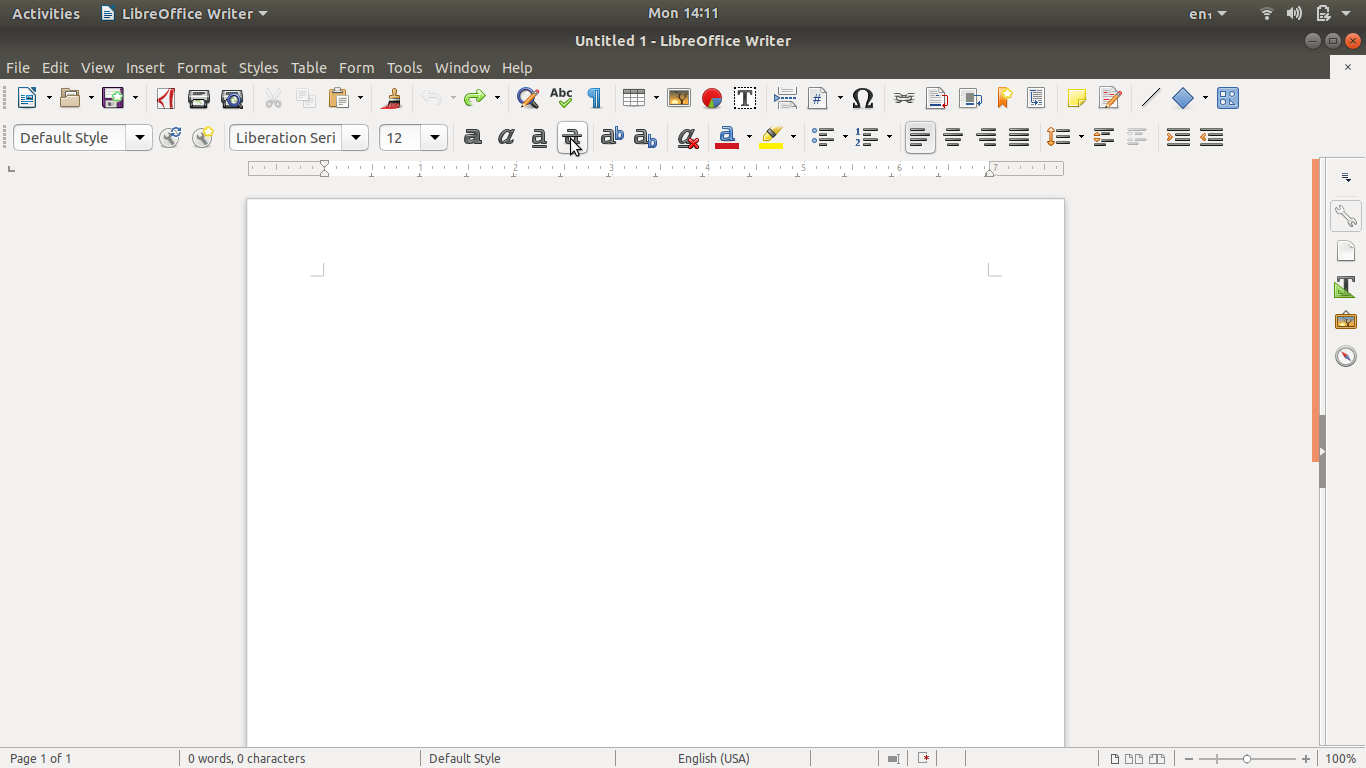 Activities LibreOffice Writer Mon 14:11 en₁
Untitled 1 - LibreOffice Writer
File Edit View Insert Format Styles Table Form Tools Window Help
Abc
Default Style Liberation Seri 12
1 2 3 4 5 6 7
Page 1 of 1 0 words, 0 characters Default Style English (USA) 100%